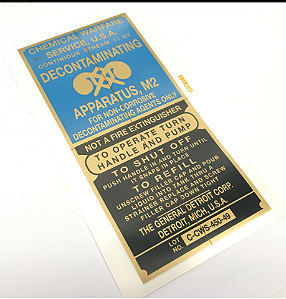 CHEMICAL WARFARE
SERVICE U.S.A.
CONTINUOUS STREAM 11 QT
DECONTAMINATING
APPARATUS, M2
FOR NON-CORROSIVE
DECONTAMINATING AGENTS ONLY
NOT A FIRE EXTINGUISHER
TO OPERATE TURN
HANDLE AND PUMP
TO SHUT OFF
PUSH HANDLE IN AND TURN UNTIL
IT SNAPS IN PLACE
TO REFILL
UNSCREW FILLER CAP AND POUR
LIQUID INTO TANK THRU
STRAINER REPLACE AND SCREW
FILLER CAP DOWN TIGHT
THE GENERAL DETROIT CORP.
DETROIT, MICH, U.S.A.
LOT NO. C-CWS-450-49